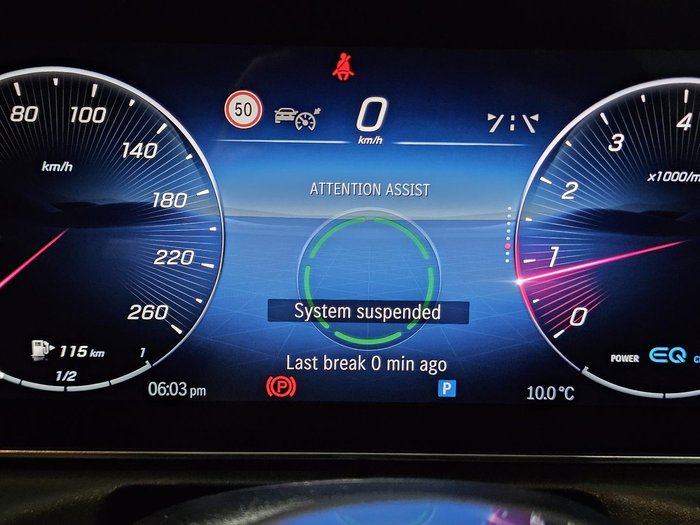 80 100 140 180 220 260
km/h
50
0
km/h
ATTENTION ASSIST
System suspended
Last break 0 min ago
115 km
1/2
1
06:03 pm
P
P
10.0 °C
4
3
2
1
0
x1000/m
POWER
EQ